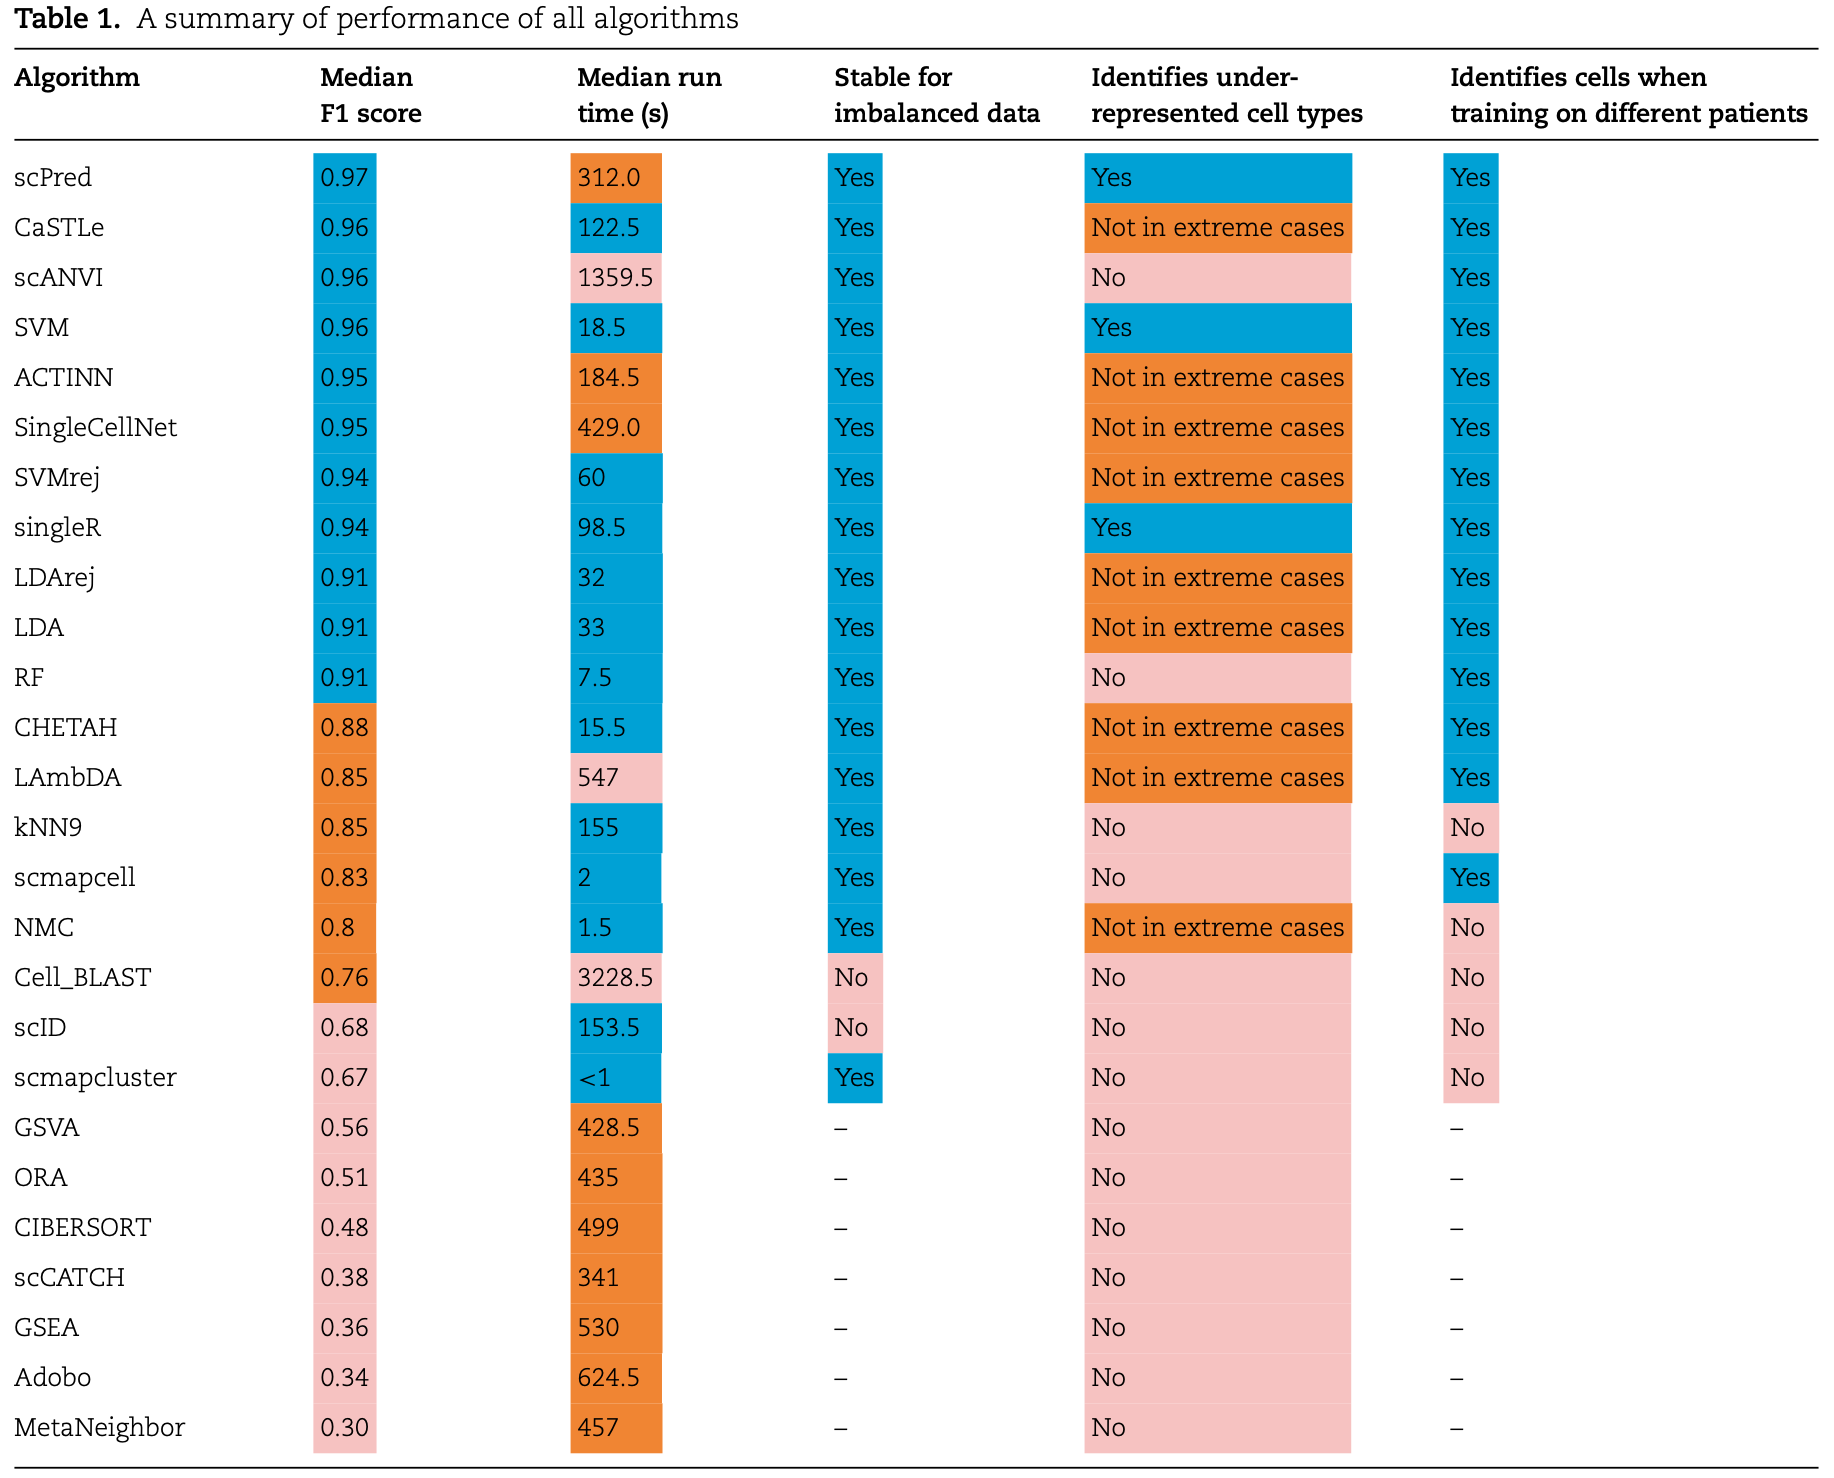 Table 1. A summary of performance of all algorithms
Algorithm Median F1 score Median run time (s) Stable for imbalanced data Identifies under-represented cell types Identifies cells when training on different patients
scPred 0.97 312.0 Yes Yes Yes
CaSTLe 0.96 122.5 Yes Not in extreme cases Yes
scANVI 0.96 1359.5 Yes No Yes
SVM 0.96 18.5 Yes Yes Yes
ACTINN 0.95 184.5 Yes Not in extreme cases Yes
SingleCellNet 0.95 429.0 Yes Not in extreme cases Yes
SVMrej 0.94 60 Yes Not in extreme cases Yes
singleR 0.94 98.5 Yes Yes Yes
LDArej 0.91 32 Yes Not in extreme cases Yes
LDA 0.91 33 Yes Not in extreme cases Yes
RF 0.91 7.5 Yes No Yes
CHETAH 0.88 15.5 Yes Not in extreme cases Yes
LAmbDA 0.85 547 Yes Not in extreme cases Yes
kNN9 0.85 155 Yes No No
scmapcell 0.83 2 Yes No Yes
NMC 0.8 1.5 Yes Not in extreme cases No
Cell_BLAST 0.76 3228.5 No No No
scID 0.68 153.5 No No No
scmapcluster 0.67 <1 Yes No No
GSVA 0.56 428.5 – No –
ORA 0.51 435 – No –
CIBERSORT 0.48 499 – No –
scCATCH 0.38 341 – No –
GSEA 0.36 530 – No –
Adobo 0.34 624.5 – No –
MetaNeighbor 0.30 457 – No –